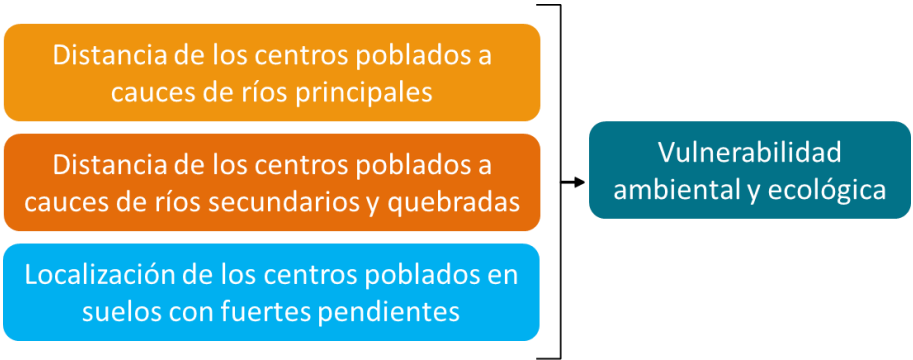 Distancia de los centros poblados a
cauces de ríos principales
Distancia de los centros poblados a
cauces de ríos secundarios y quebradas
Localización de los centros poblados en
suelos con fuertes pendientes
Vulnerabilidad
ambiental y ecológica